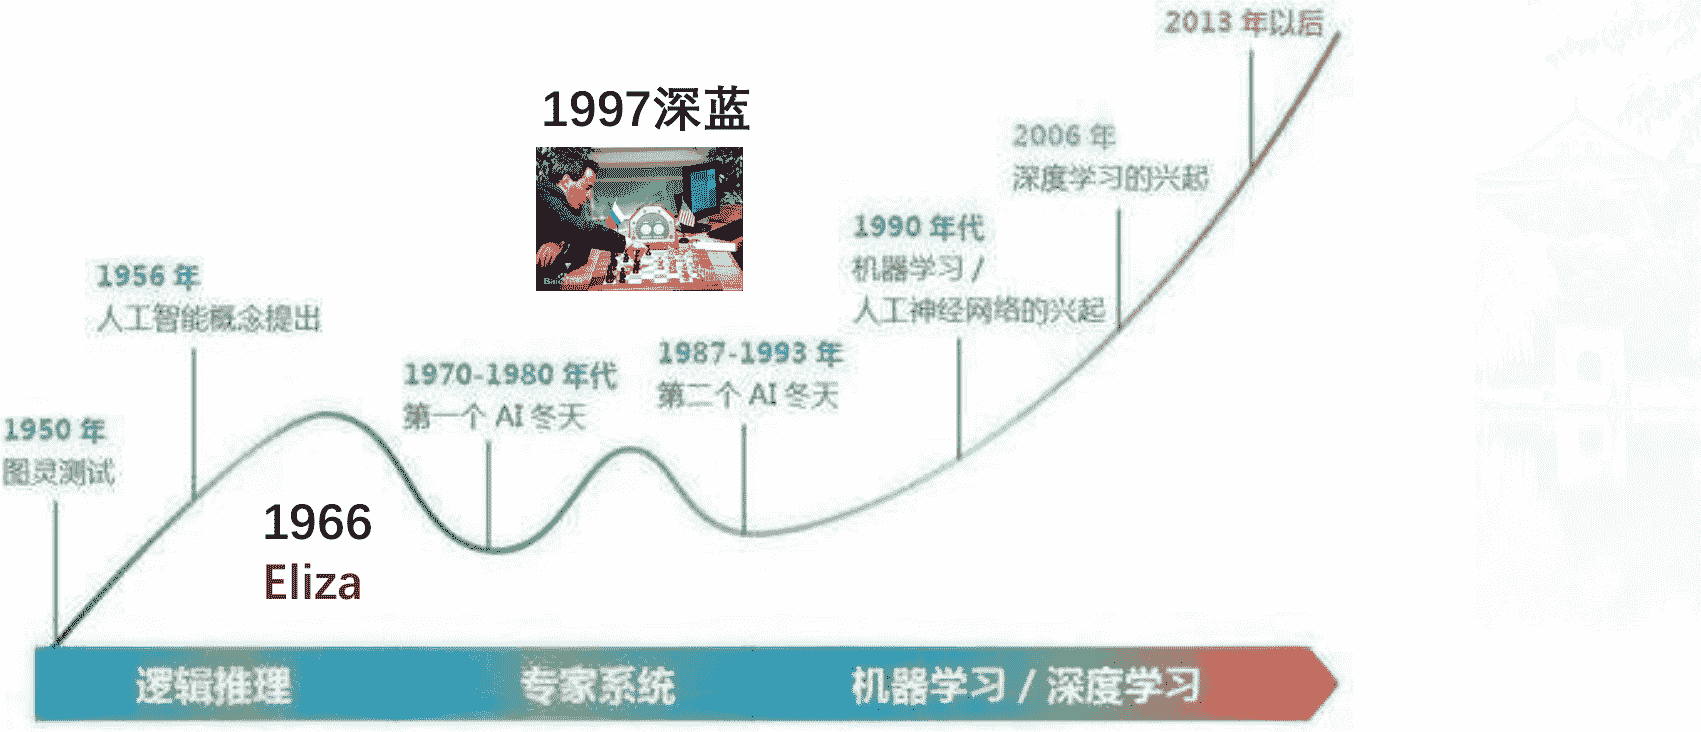 2013 年以后
1997深蓝
2006 年
深度学习的兴起
1990 年代
机器学习 /
人工神经网络的兴起
1956 年
人工智能概念提出
1987-1993 年
第二个 AI 冬天
1970-1980 年代
第一个 AI 冬天
1950 年
图灵测试
1966
Eliza
逻辑推理
专家系统
机器学习 / 深度学习